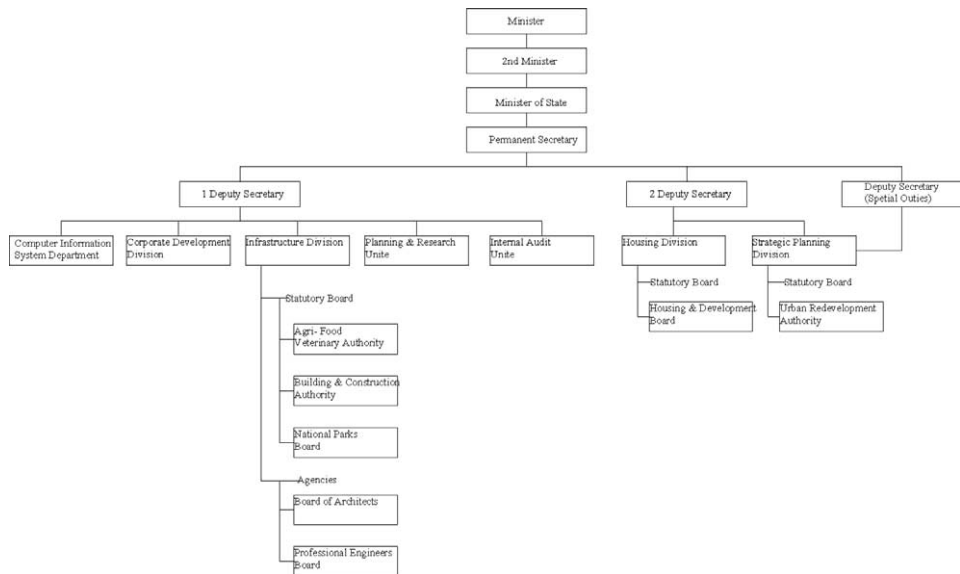 Minister
2nd Minister
Minister of State
Permanent Secretary
1 Deputy Secretary
2 Deputy Secretary
Deputy Secretary
(Spetial Outies)
Computer Information
System Department
Corporate Development
Division
Infrastructure Division
Planning & Research
Unite
Internal Audit
Unite
Housing Division
Strategic Planning
Division
Statutory Board
Housing & Development
Board
Statutory Board
Urban Redevelopment
Authority
Statutory Board
Agri- Food
Veterinary Authority
Building & Construction
Authority
National Parks
Board
Agencies
Board of Architects
Professional Engineers
Board